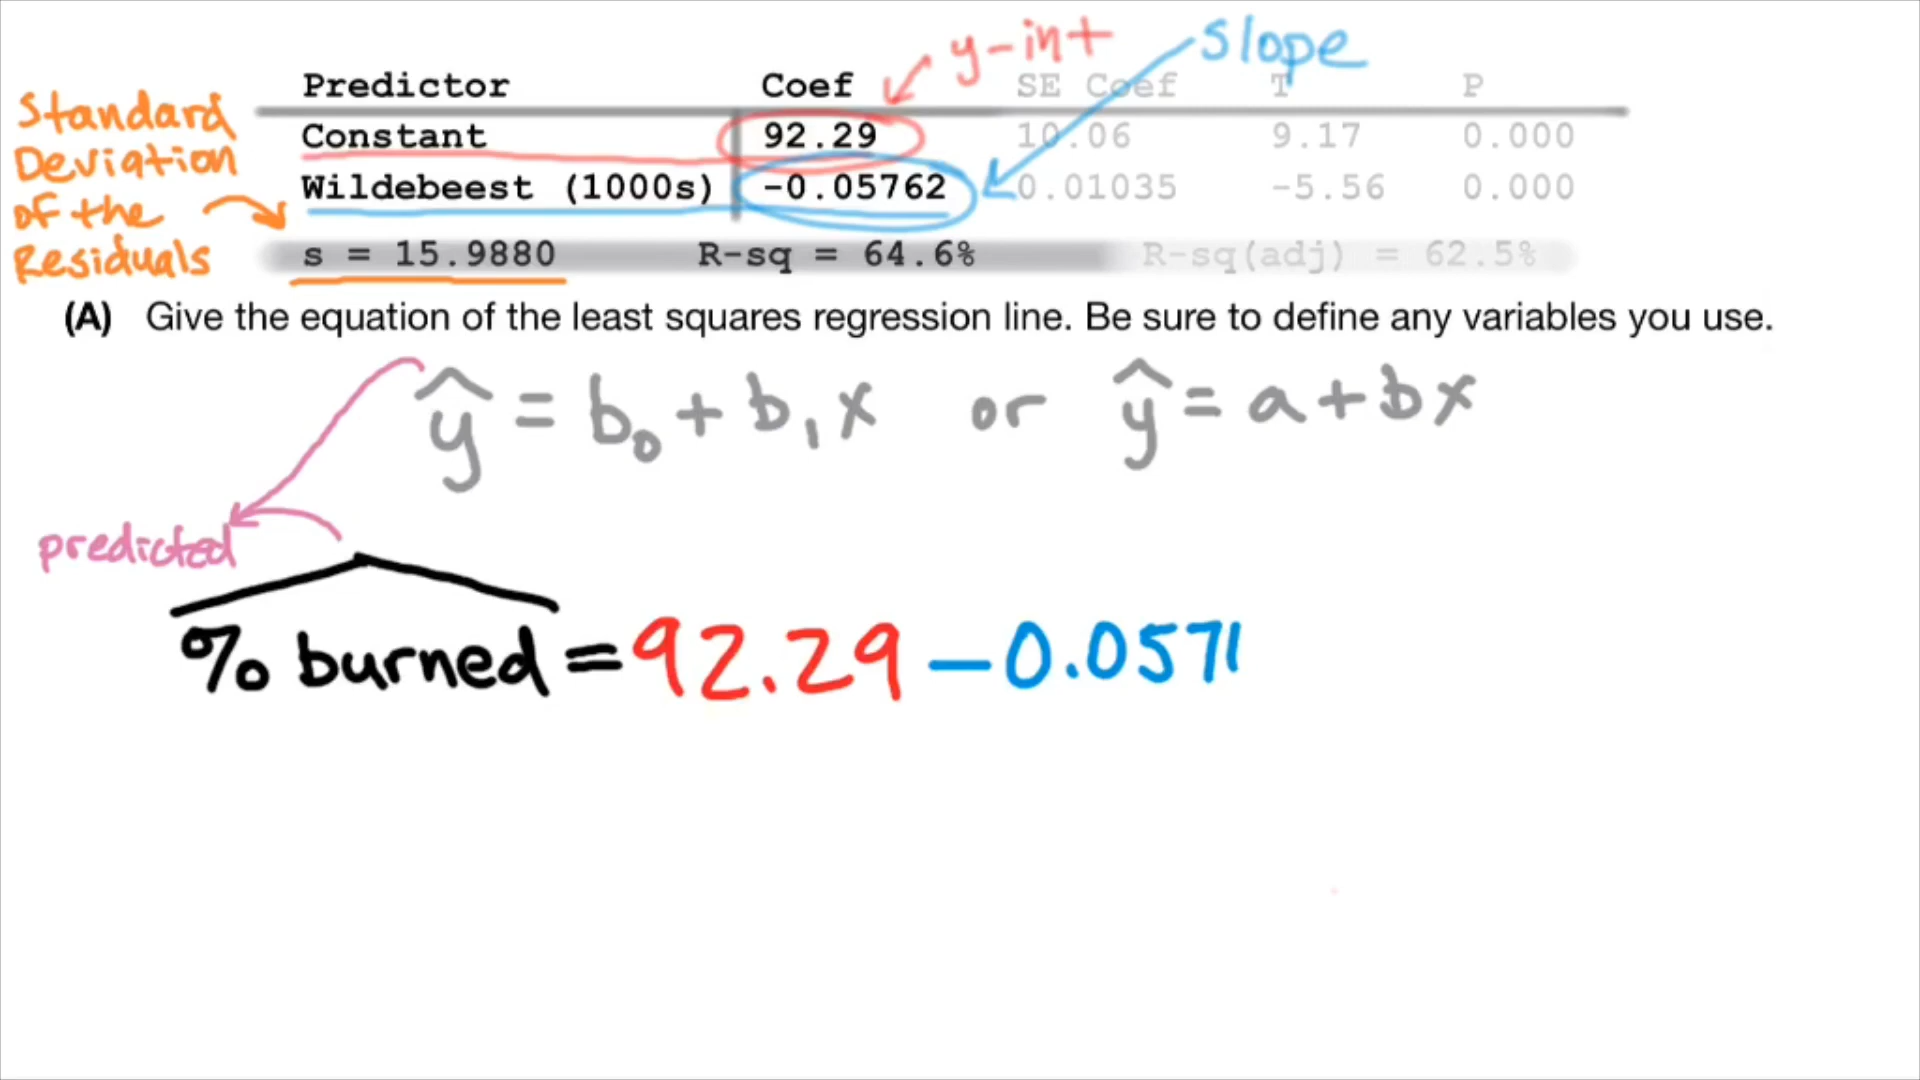 y-int slope
Predictor Coef SE Coef T P
Standard Deviation of the Residuals
Constant 92.29 10.06 9.17 0.000
Wildebeest (1000s) -0.05762 0.01035 -5.56 0.000
s = 15.9880 R-sq = 64.6% R-sq(adj) = 62.5%
(A) Give the equation of the least squares regression line. Be sure to define any variables you use.
ŷ = b₀ + b₁x or ŷ = a + bx
predicted
% burned = 92.29 - 0.057